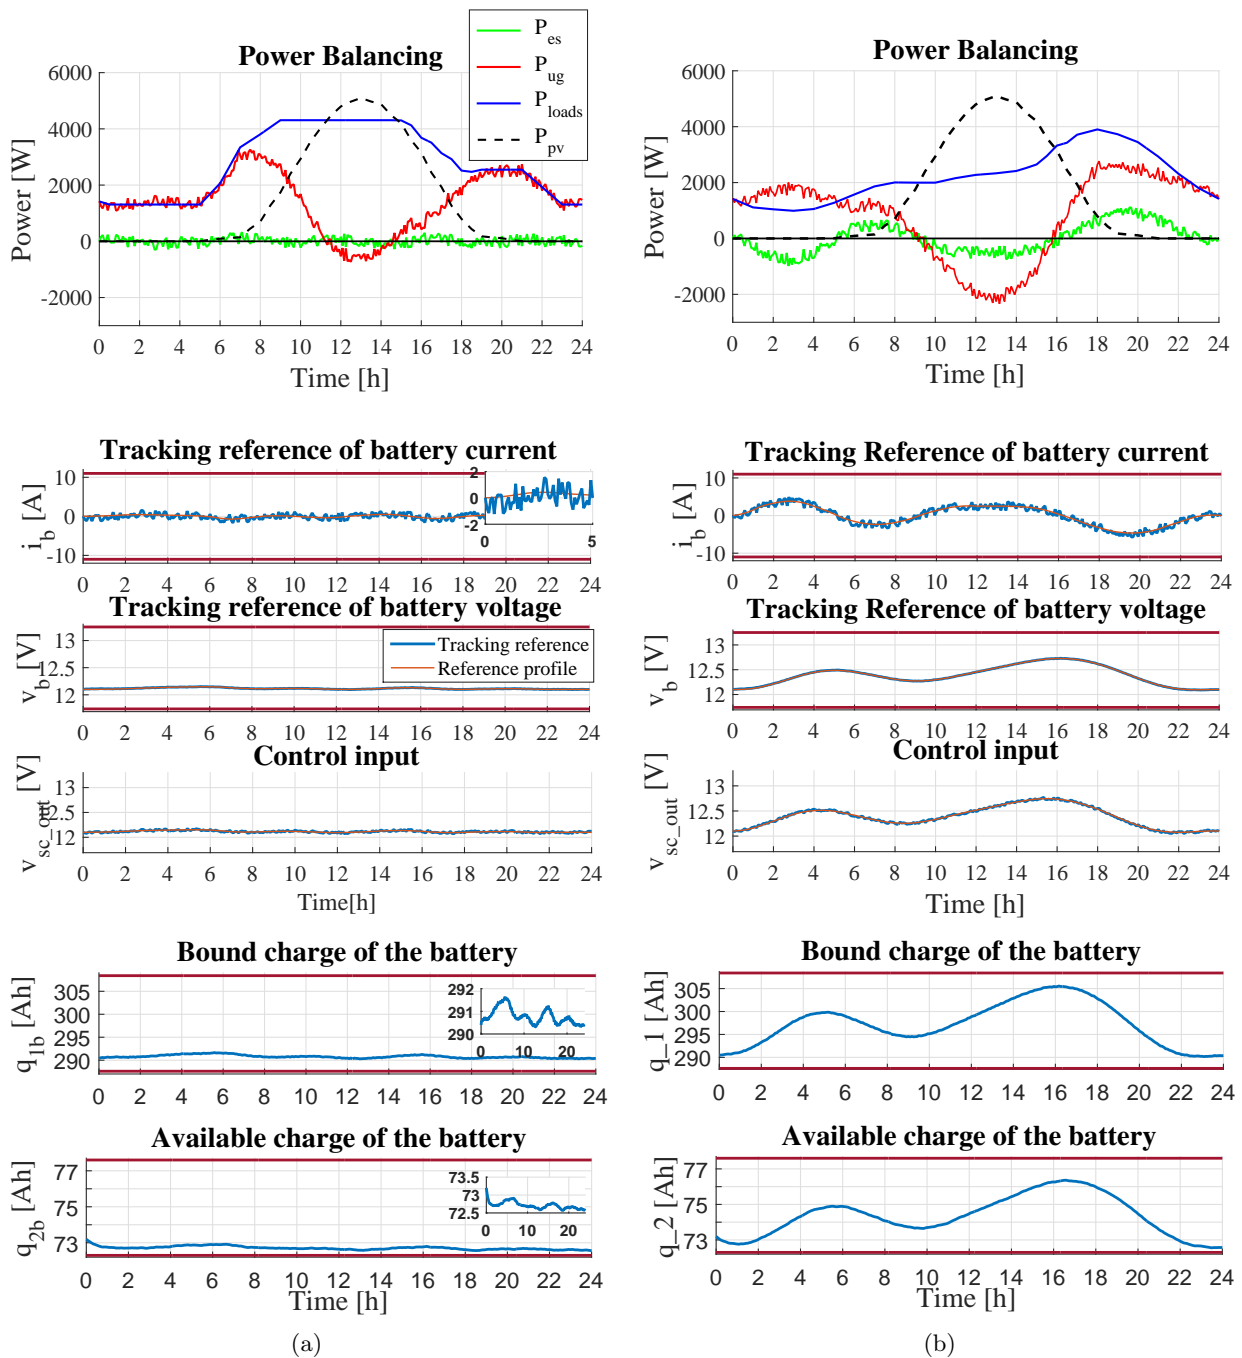 Power Balancing
P_es
P_ug
P_loads
P_pv
6000
4000
2000
0
-2000
Power [W]
0 2 4 6 8 10 12 14 16 18 20 22 24
Time [h]
Tracking reference of battery current
10
0
-10
i_b [A]
2
0
-2
0 5
0 2 4 6 8 10 12 14 16 18 20 22 24
Tracking reference of battery voltage
13
12.5
12
v_b [V]
Tracking reference
Reference profile
0 2 4 6 8 10 12 14 16 18 20 22 24
Control input
13
12.5
12
v_sc_out [V]
0 2 4 6 8 10 12 14 16 18 20 22 24
Time[h]
Bound charge of the battery
305
300
295
290
q_1b [Ah]
292
291
290
0 10 20
0 2 4 6 8 10 12 14 16 18 20 22 24
Available charge of the battery
77
75
73
q_2b [Ah]
73.5
73
72.5
0 10 20
0 2 4 6 8 10 12 14 16 18 20 22 24
Time [h]
(a)
Power Balancing
6000
4000
2000
0
-2000
Power [W]
0 2 4 6 8 10 12 14 16 18 20 22 24
Time [h]
Tracking Reference of battery current
10
0
-10
i_b [A]
0 2 4 6 8 10 12 14 16 18 20 22 24
Tracking Reference of battery voltage
13
12.5
12
v_b [V]
0 2 4 6 8 10 12 14 16 18 20 22 24
Control input
13
12.5
12
v_sc_out [V]
0 2 4 6 8 10 12 14 16 18 20 22 24
Time [h]
Bound charge of the battery
305
300
295
290
q_1 [Ah]
0 2 4 6 8 10 12 14 16 18 20 22 24
Available charge of the battery
77
75
73
q_2 [Ah]
0 2 4 6 8 10 12 14 16 18 20 22 24
Time [h]
(b)